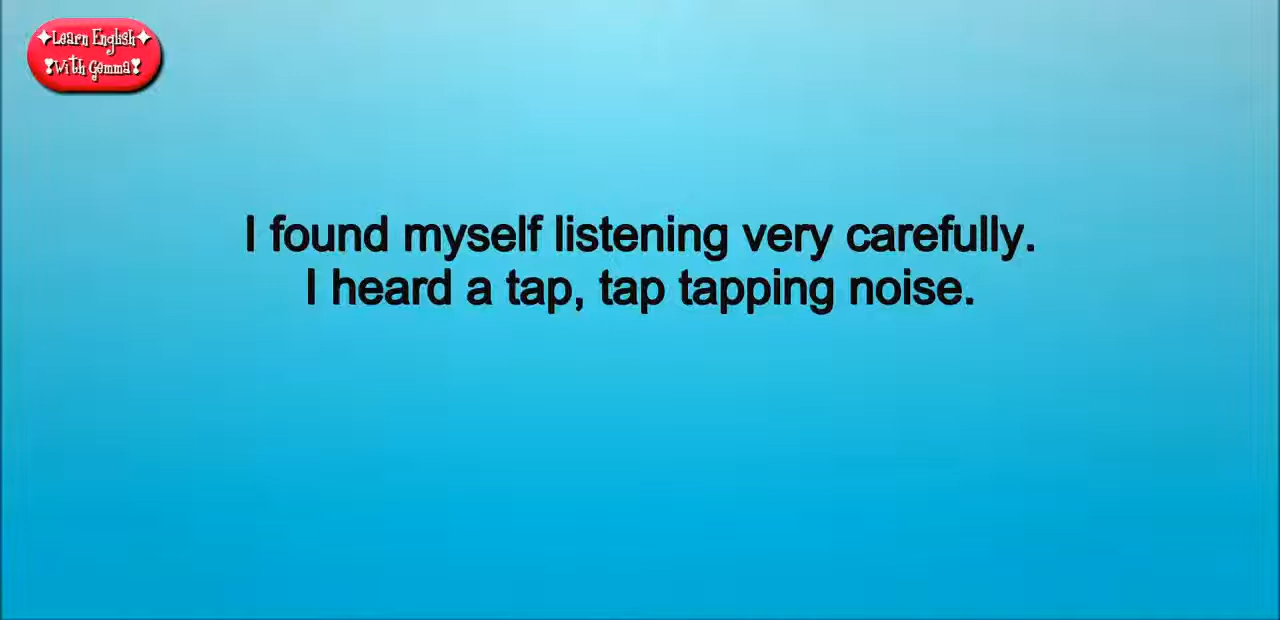 Learn English
With Gemma
I found myself listening very carefully.
I heard a tap, tap tapping noise.